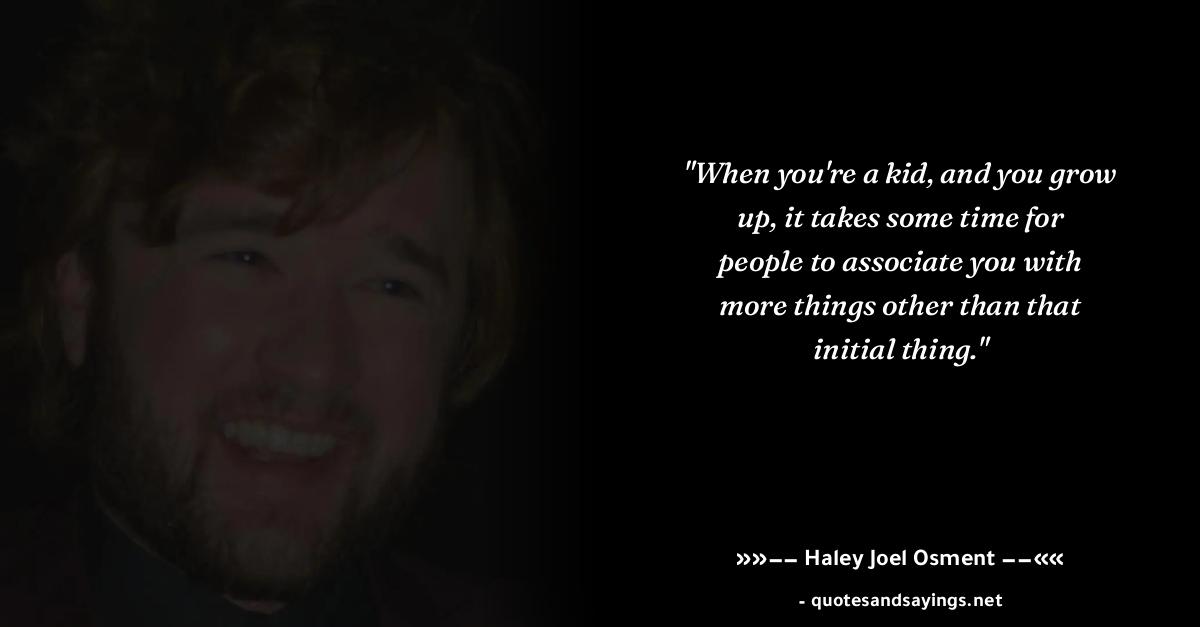 "When you're a kid, and you grow
up, it takes some time for
people to associate you with
more things other than that
initial thing."
»»−− Haley Joel Osment −−««
- quotesandsayings.net